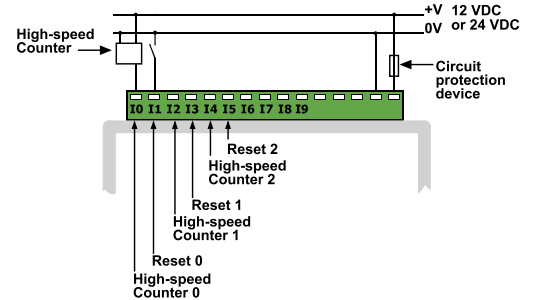 +V 12 VDC
0V or 24 VDC
High-speed
Counter
Circuit
protection
device
I0 I1 I2 I3 I4 I5 I6 I7 I8 I9
Reset 2
High-speed
Counter 2
Reset 1
High-speed
Counter 1
Reset 0
High-speed
Counter 0